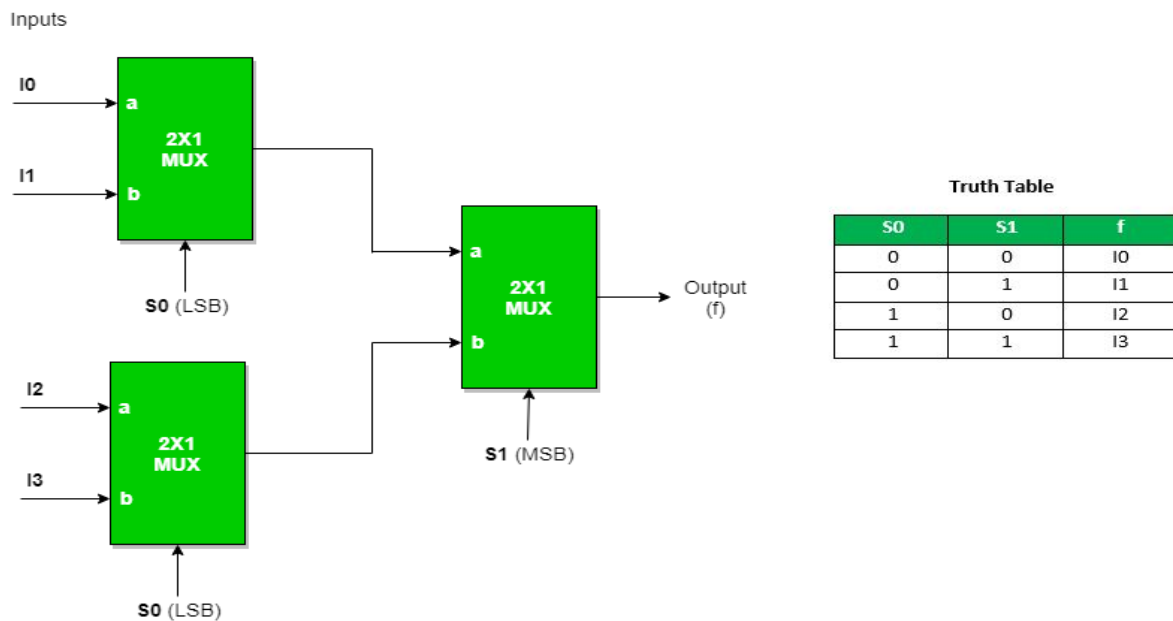 Inputs
I0
a
2X1
MUX
I1
b
S0 (LSB)
a
2X1
MUX
b
Output
(f)
S1 (MSB)
I2
a
2X1
MUX
I3
b
S0 (LSB)
Truth Table
S0 S1 f
0 0 I0
0 1 I1
1 0 I2
1 1 I3